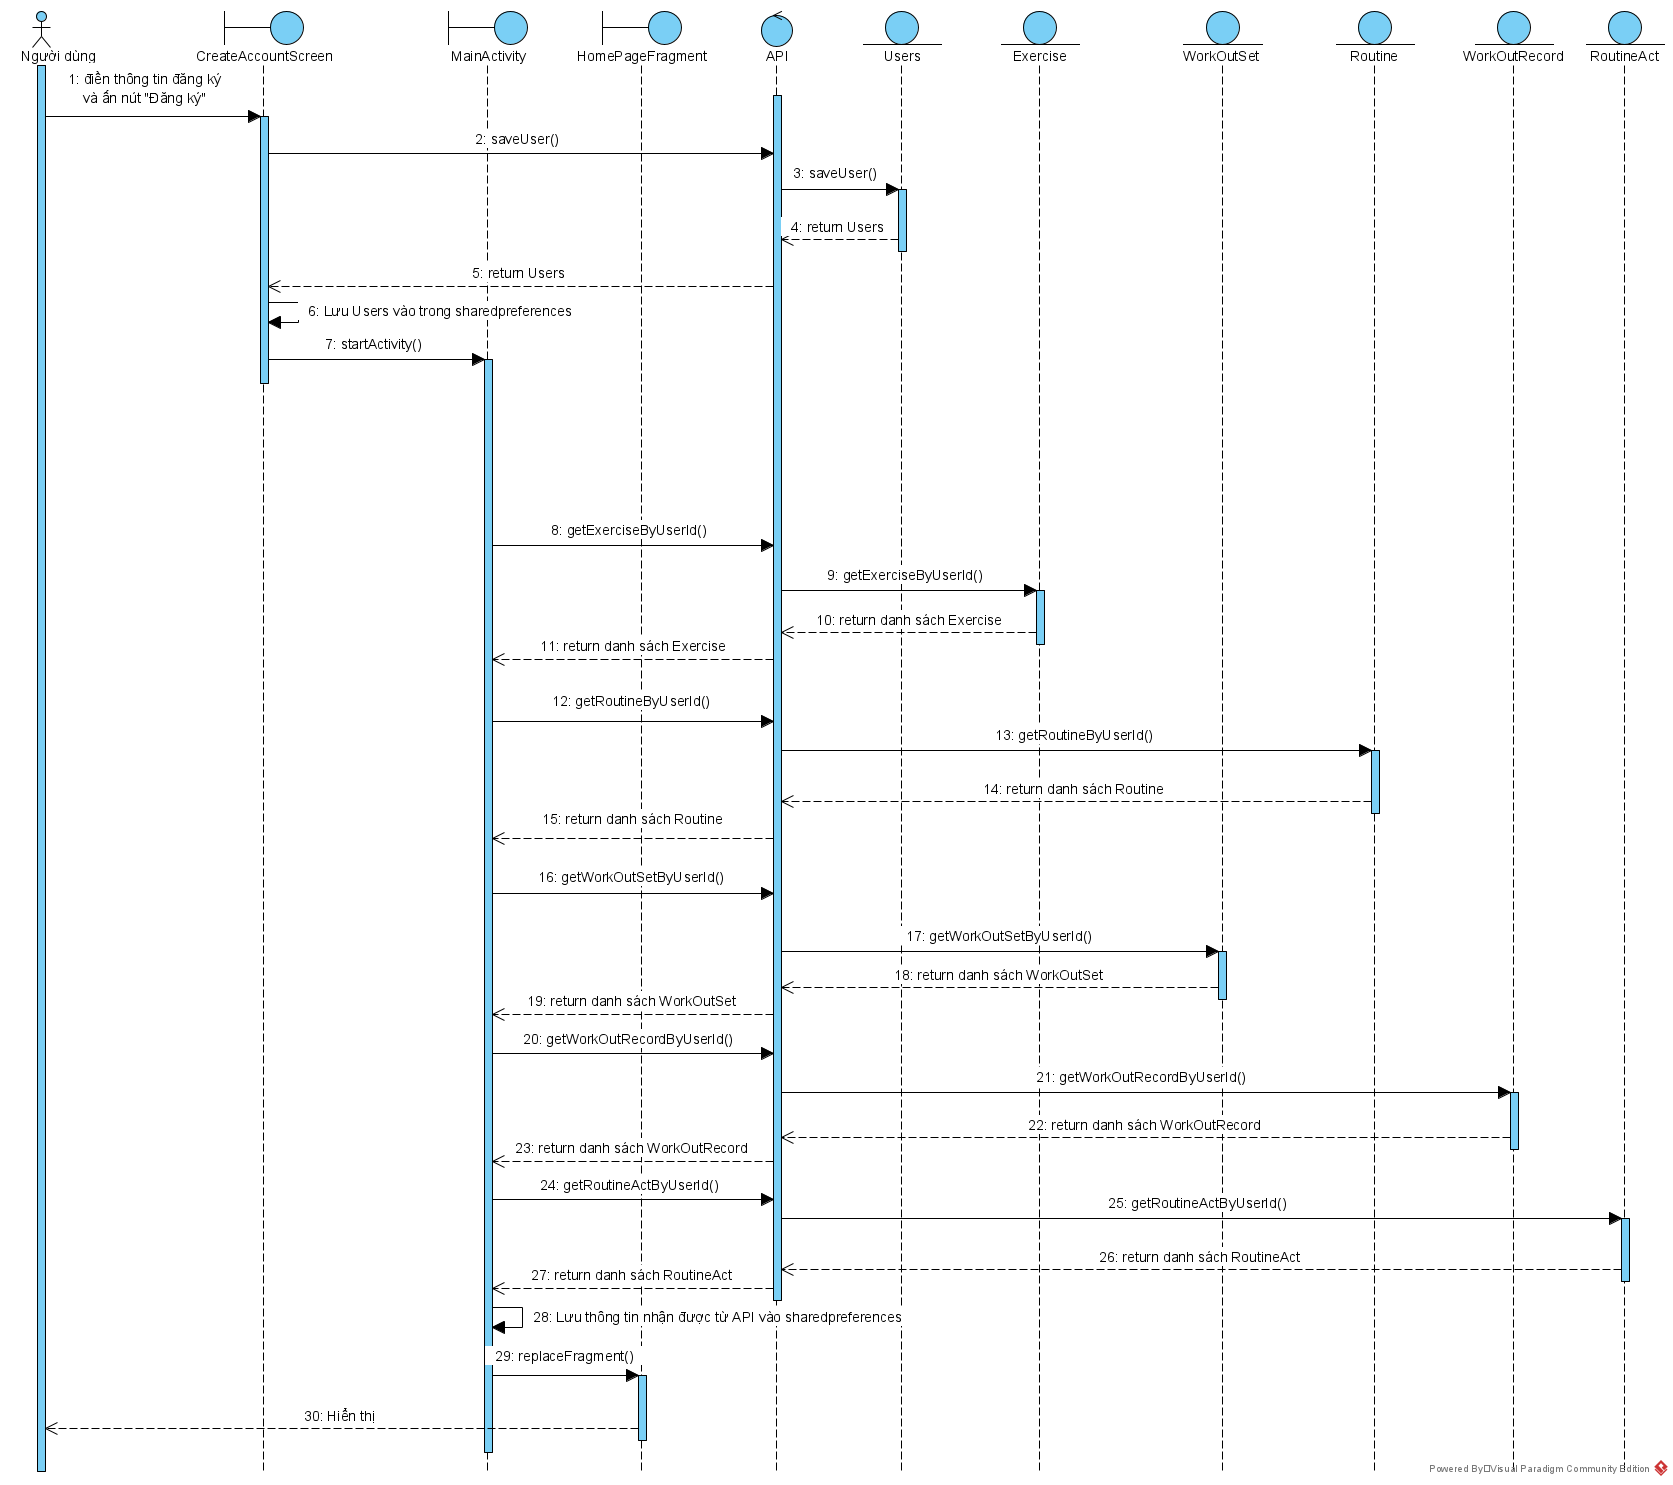 Người dùng
CreateAccountScreen
MainActivity
HomePageFragment
API
Users
Exercise
WorkOutSet
Routine
WorkOutRecord
RoutineAct
1: điền thông tin đăng ký
và ấn nút "Đăng ký"
2: saveUser()
3: saveUser()
4: return Users
5: return Users
6: Lưu Users vào trong sharedpreferences
7: startActivity()
8: getExerciseByUserId()
9: getExerciseByUserId()
10: return danh sách Exercise
11: return danh sách Exercise
12: getRoutineByUserId()
13: getRoutineByUserId()
14: return danh sách Routine
15: return danh sách Routine
16: getWorkOutSetByUserId()
17: getWorkOutSetByUserId()
18: return danh sách WorkOutSet
19: return danh sách WorkOutSet
20: getWorkOutRecordByUserId()
21: getWorkOutRecordByUserId()
22: return danh sách WorkOutRecord
23: return danh sách WorkOutRecord
24: getRoutineActByUserId()
25: getRoutineActByUserId()
26: return danh sách RoutineAct
27: return danh sách RoutineAct
28: Lưu thông tin nhận được từ API vào sharedpreferences
29: replaceFragment()
30: Hiển thị
Powered By Visual Paradigm Community Edition